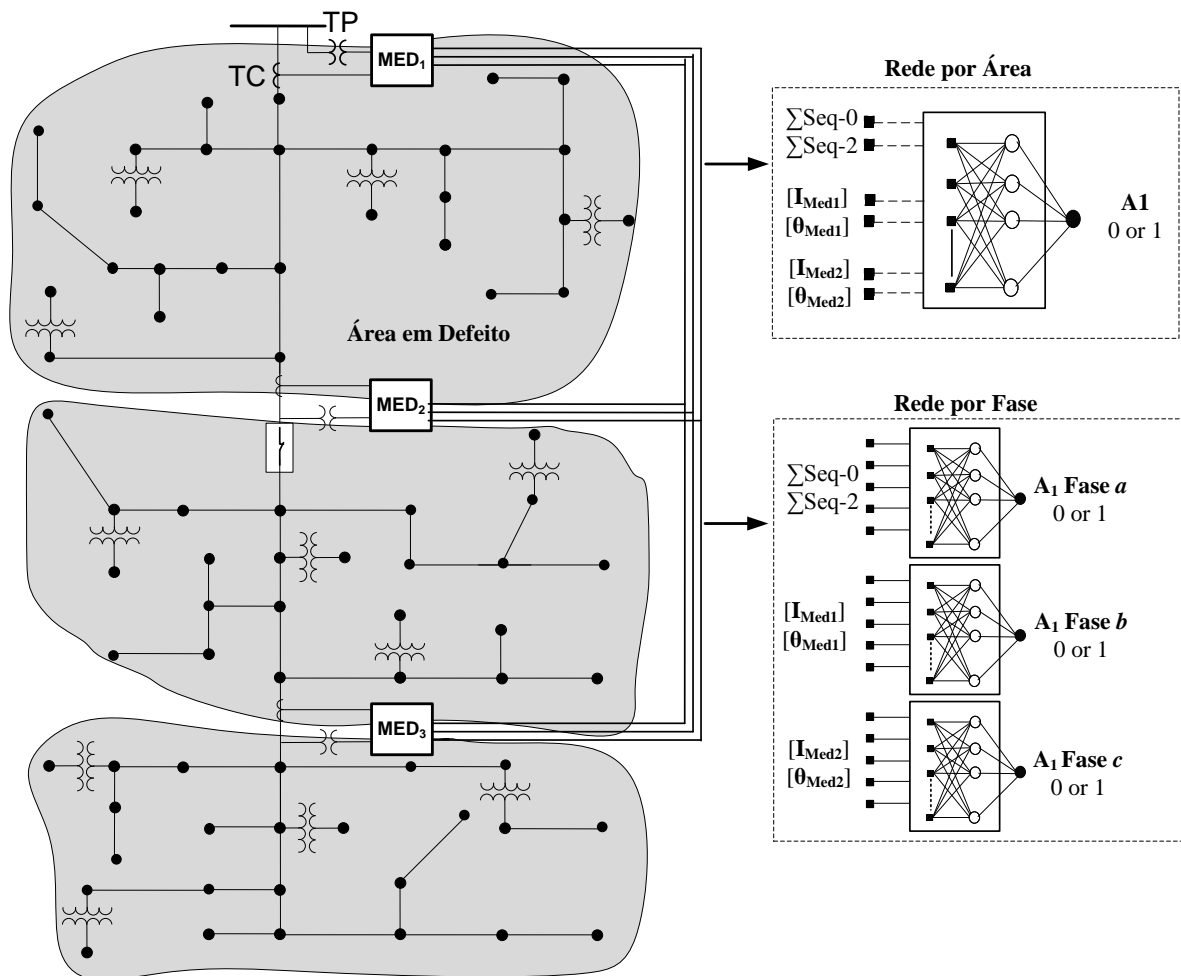 TP
MED1
TC
Área em Defeito
MED2
MED3
Rede por Área
∑Seq-0
∑Seq-2
[IMed1]
[θMed1]
[IMed2]
[θMed2]
A1
0 or 1
Rede por Fase
∑Seq-0
∑Seq-2
A1 Fase a
0 or 1
[IMed1]
[θMed1]
A1 Fase b
0 or 1
[IMed2]
[θMed2]
A1 Fase c
0 or 1